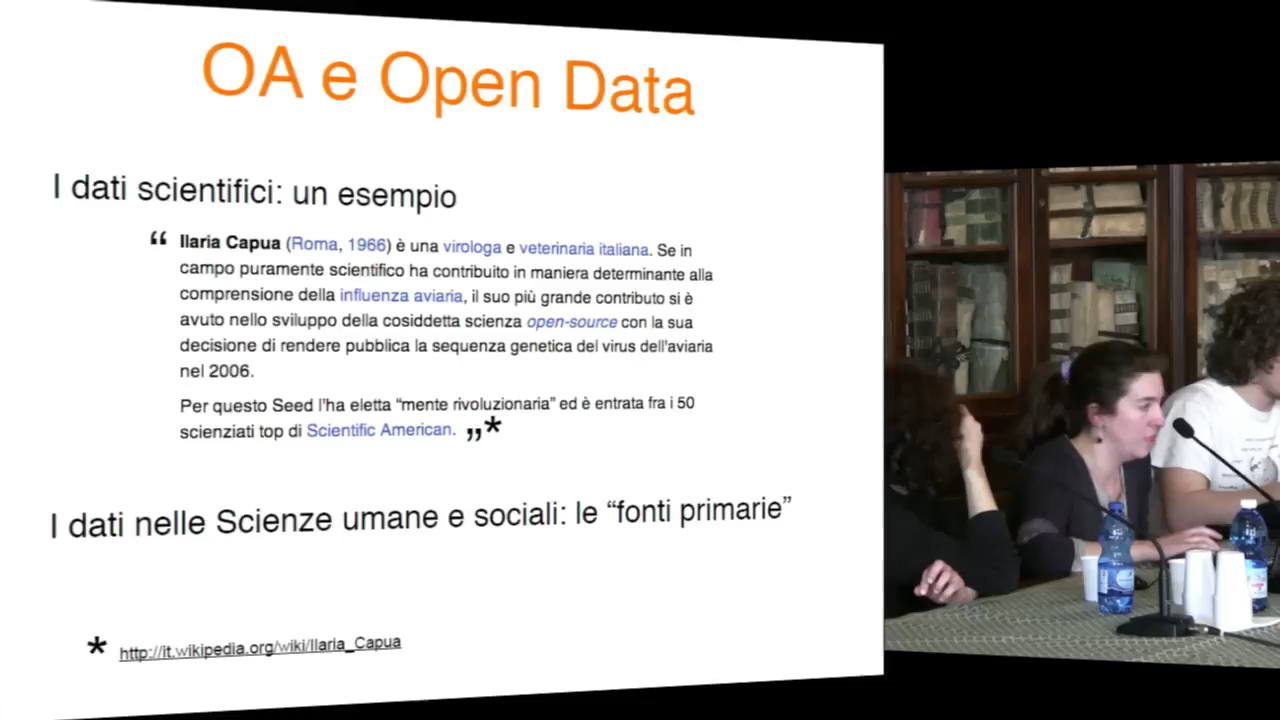 OA e Open Data
I dati scientifici: un esempio
“ Ilaria Capua (Roma, 1966) è una virologa e veterinaria italiana. Se in
campo puramente scientifico ha contribuito in maniera determinante alla
comprensione della influenza aviaria, il suo più grande contributo si è
avuto nello sviluppo della cosiddetta scienza open-source con la sua
decisione di rendere pubblica la sequenza genetica del virus dell'aviaria
nel 2006.
Per questo Seed l'ha eletta “mente rivoluzionaria” ed è entrata fra i 50
scienziati top di Scientific American. „*
I dati nelle Scienze umane e sociali: le “fonti primarie”
* http://it.wikipedia.org/wiki/Ilaria_Capua